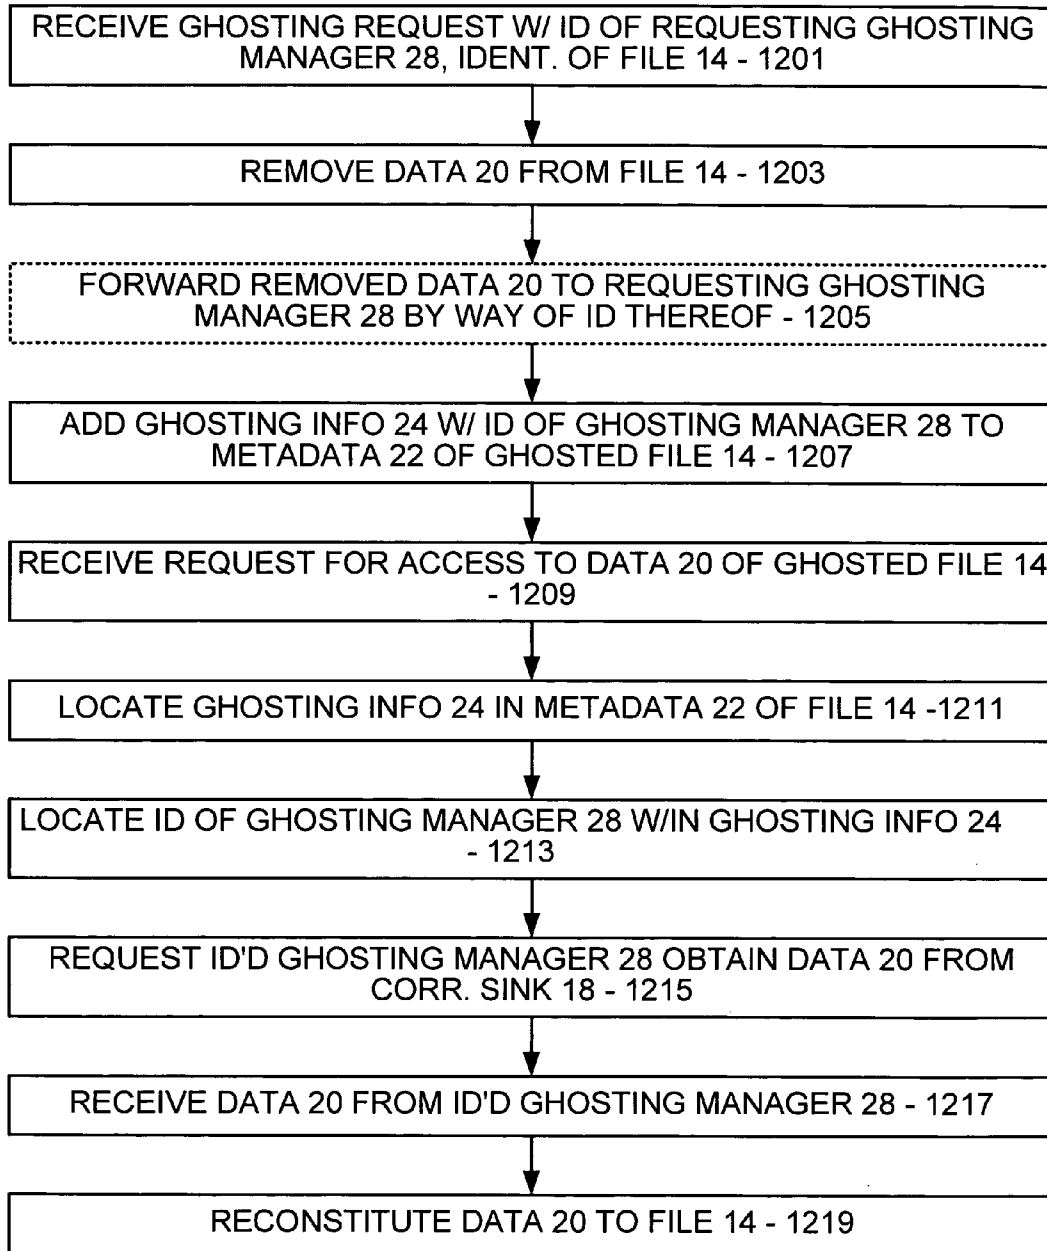 RECEIVE GHOSTING REQUEST W/ ID OF REQUESTING GHOSTING
MANAGER 28, IDENT. OF FILE 14 - 1201
REMOVE DATA 20 FROM FILE 14 - 1203
FORWARD REMOVED DATA 20 TO REQUESTING GHOSTING
MANAGER 28 BY WAY OF ID THEREOF - 1205
ADD GHOSTING INFO 24 W/ ID OF GHOSTING MANAGER 28 TO
METADATA 22 OF GHOSTED FILE 14 - 1207
RECEIVE REQUEST FOR ACCESS TO DATA 20 OF GHOSTED FILE 14
- 1209
LOCATE GHOSTING INFO 24 IN METADATA 22 OF FILE 14 -1211
LOCATE ID OF GHOSTING MANAGER 28 W/IN GHOSTING INFO 24
- 1213
REQUEST ID'D GHOSTING MANAGER 28 OBTAIN DATA 20 FROM
CORR. SINK 18 - 1215
RECEIVE DATA 20 FROM ID'D GHOSTING MANAGER 28 - 1217
RECONSTITUTE DATA 20 TO FILE 14 - 1219